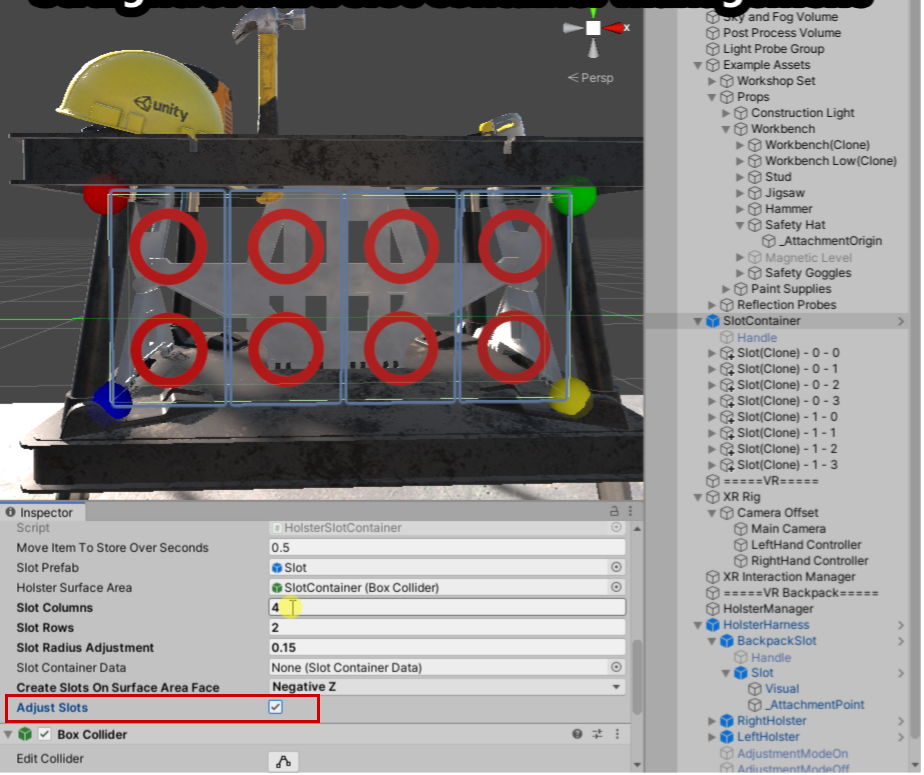 Sky and Fog Volume
Post Process Volume
Light Probe Group
Example Assets
Workshop Set
Props
Construction Light
Workbench
Workbench(Clone)
Workbench Low(Clone)
Stud
Jigsaw
Hammer
Safety Hat
_AttachmentOrigin
Magnetic Level
Safety Goggles
Paint Supplies
Reflection Probes
SlotContainer
Handle
Slot(Clone) - 0 - 0
Slot(Clone) - 0 - 1
Slot(Clone) - 0 - 2
Slot(Clone) - 0 - 3
Slot(Clone) - 1 - 0
Slot(Clone) - 1 - 1
Slot(Clone) - 1 - 2
Slot(Clone) - 1 - 3
=====VR=====
XR Rig
Camera Offset
Main Camera
LeftHand Controller
RightHand Controller
XR Interaction Manager
=====VR Backpack=====
HolsterManager
HolsterHarness
BackpackSlot
Handle
Slot
Visual
_AttachmentPoint
RightHolster
LeftHolster
AdjustmentModeOn
AdjustmentModeOff
x
Persp
unity
Inspector
Script # HolsterSlotContainer
Move Item To Store Over Seconds 0.5
Slot Prefab Slot
Holster Surface Area SlotContainer (Box Collider)
Slot Columns 4
Slot Rows 2
Slot Radius Adjustment 0.15
Slot Container Data None (Slot Container Data)
Create Slots On Surface Area Face Negative Z
Adjust Slots
Box Collider
Edit Collider